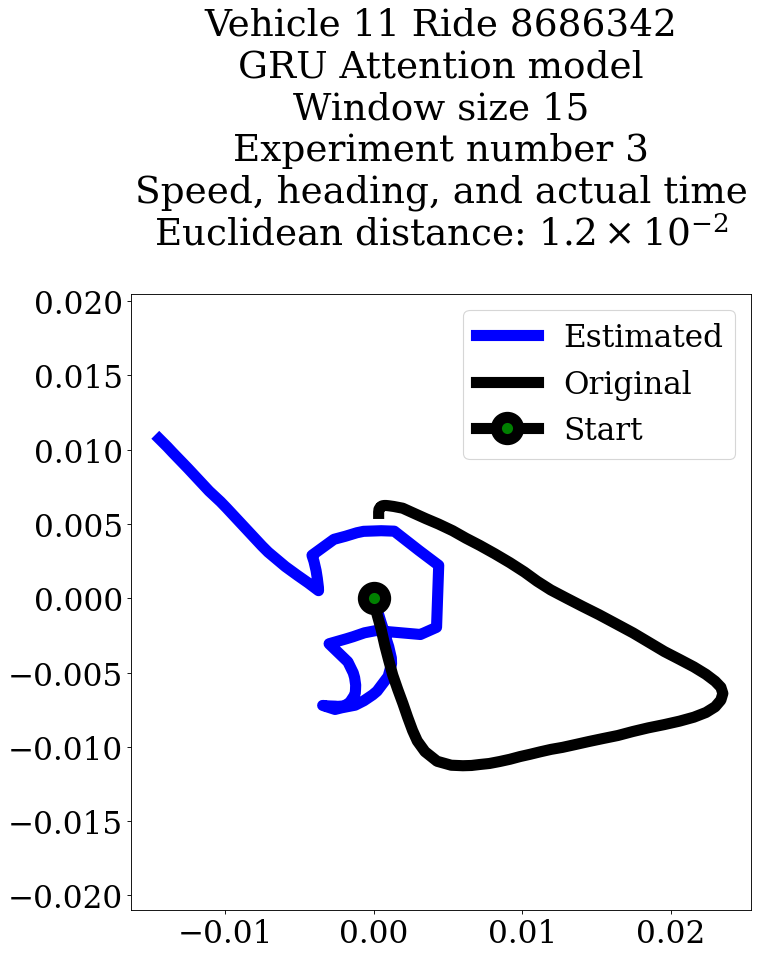 Vehicle 11 Ride 8686342
GRU Attention model
Window size 15
Experiment number 3
Speed, heading, and actual time
Euclidean distance: 1.2 × 10⁻²
Estimated
Original
Start
0.020
0.015
0.010
0.005
0.000
−0.005
−0.010
−0.015
−0.020
−0.01 0.00 0.01 0.02